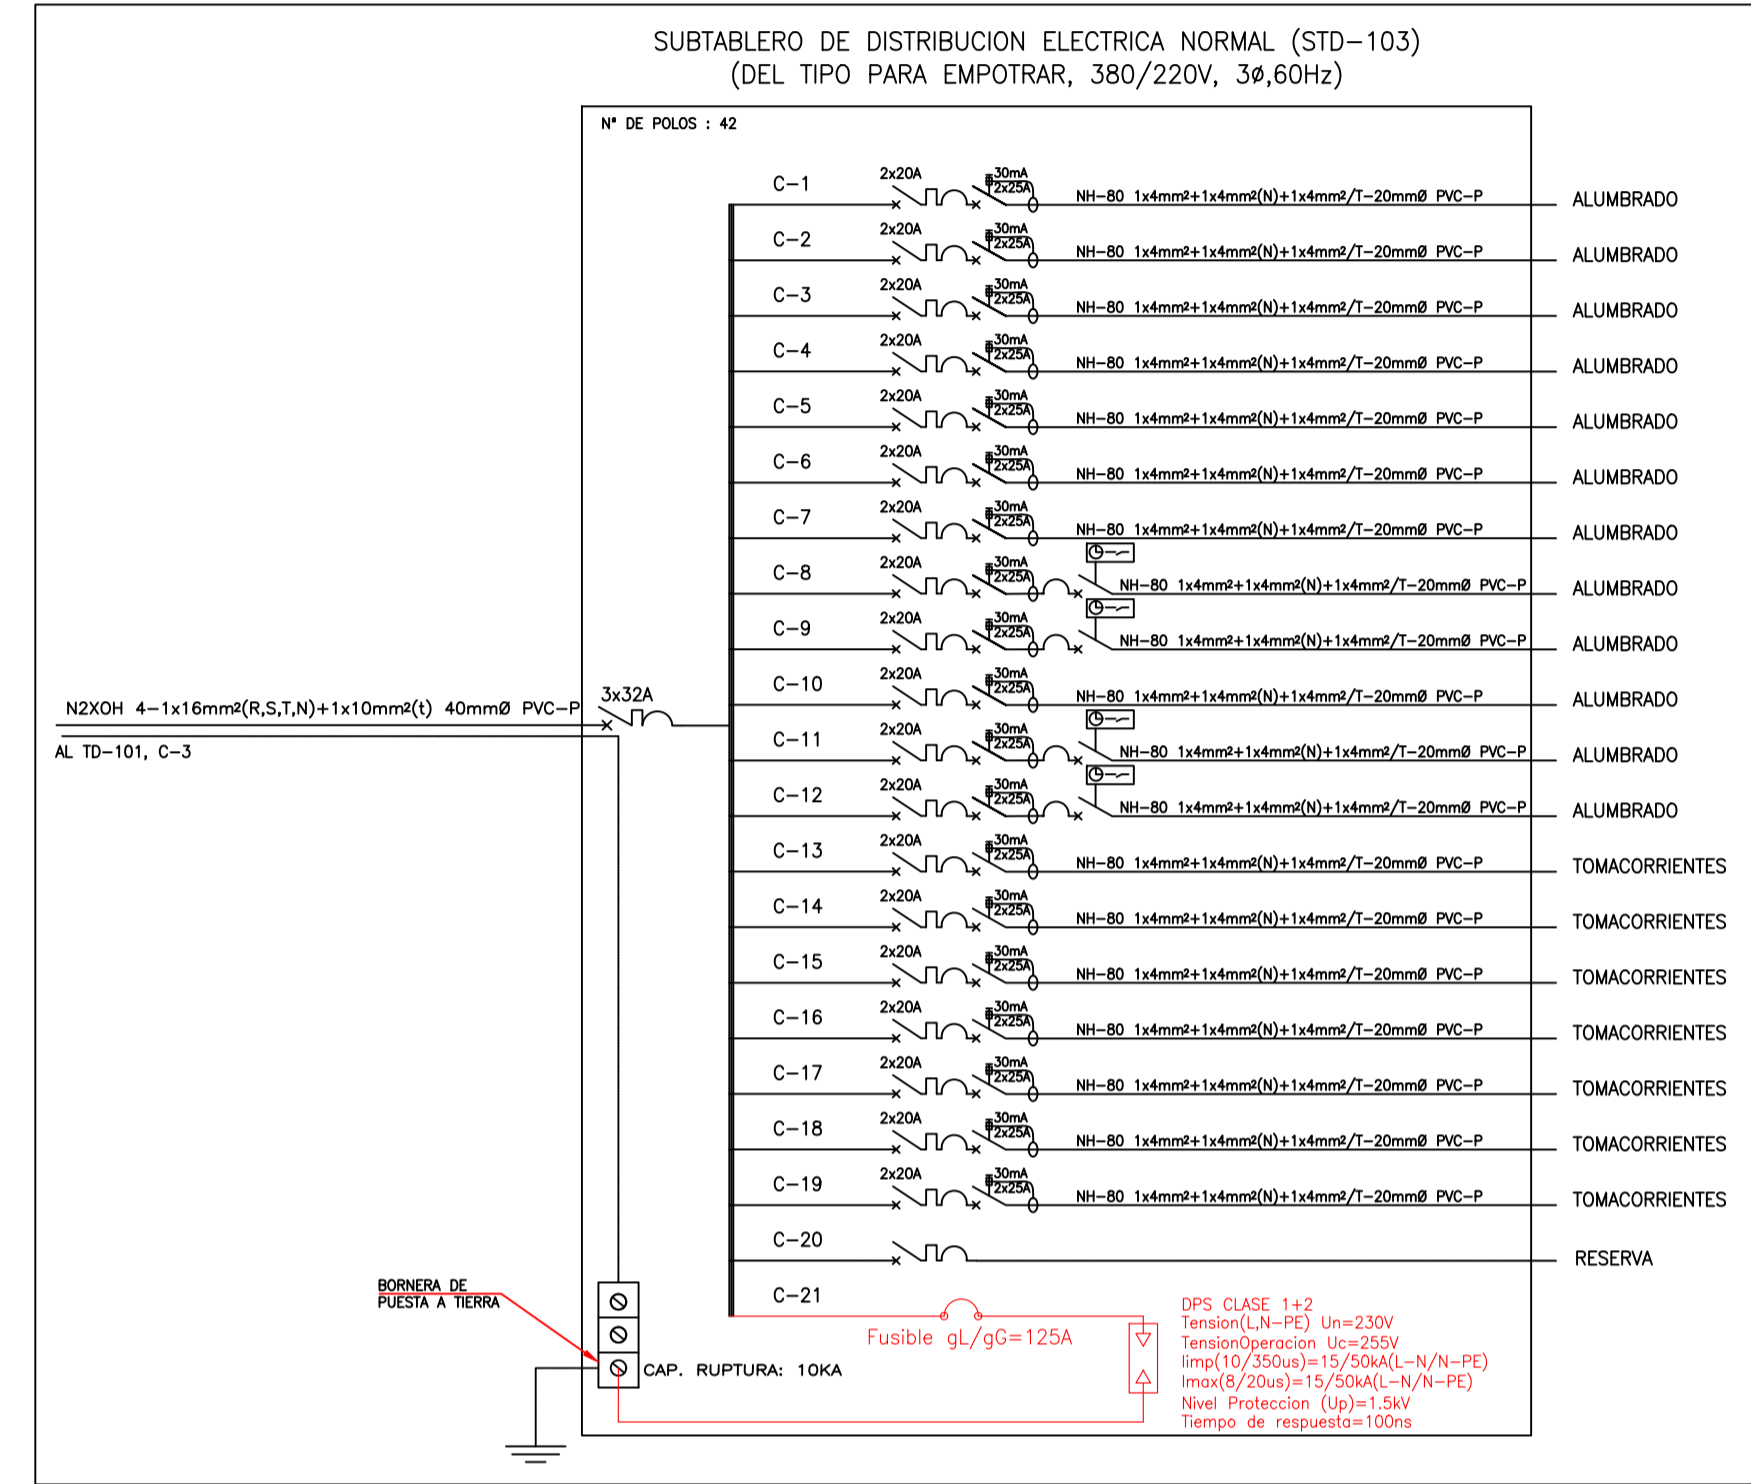 SUBTABLERO DE DISTRIBUCION ELECTRICA NORMAL (STD-103)
(DEL TIPO PARA EMPOTRAR, 380/220V, 3Ø,60Hz)
N° DE POLOS : 42
C-1 2x20A 30mA 2x25A NH-80 1x4mm²+1x4mm²(N)+1x4mm²/T-20mmØ PVC-P ALUMBRADO
C-2 2x20A 30mA 2x25A NH-80 1x4mm²+1x4mm²(N)+1x4mm²/T-20mmØ PVC-P ALUMBRADO
C-3 2x20A 30mA 2x25A NH-80 1x4mm²+1x4mm²(N)+1x4mm²/T-20mmØ PVC-P ALUMBRADO
C-4 2x20A 30mA 2x25A NH-80 1x4mm²+1x4mm²(N)+1x4mm²/T-20mmØ PVC-P ALUMBRADO
C-5 2x20A 30mA 2x25A NH-80 1x4mm²+1x4mm²(N)+1x4mm²/T-20mmØ PVC-P ALUMBRADO
C-6 2x20A 30mA 2x25A NH-80 1x4mm²+1x4mm²(N)+1x4mm²/T-20mmØ PVC-P ALUMBRADO
C-7 2x20A 30mA 2x25A NH-80 1x4mm²+1x4mm²(N)+1x4mm²/T-20mmØ PVC-P ALUMBRADO
C-8 2x20A 30mA 2x25A NH-80 1x4mm²+1x4mm²(N)+1x4mm²/T-20mmØ PVC-P ALUMBRADO
C-9 2x20A 30mA 2x25A NH-80 1x4mm²+1x4mm²(N)+1x4mm²/T-20mmØ PVC-P ALUMBRADO
C-10 2x20A 30mA 2x25A NH-80 1x4mm²+1x4mm²(N)+1x4mm²/T-20mmØ PVC-P ALUMBRADO
N2XOH 4-1x16mm²(R,S,T,N)+1x10mm²(t) 40mmØ PVC-P 3x32A
AL TD-101, C-3
C-11 2x20A 30mA 2x25A NH-80 1x4mm²+1x4mm²(N)+1x4mm²/T-20mmØ PVC-P ALUMBRADO
C-12 2x20A 30mA 2x25A NH-80 1x4mm²+1x4mm²(N)+1x4mm²/T-20mmØ PVC-P ALUMBRADO
C-13 2x20A 30mA 2x25A NH-80 1x4mm²+1x4mm²(N)+1x4mm²/T-20mmØ PVC-P TOMACORRIENTES
C-14 2x20A 30mA 2x25A NH-80 1x4mm²+1x4mm²(N)+1x4mm²/T-20mmØ PVC-P TOMACORRIENTES
C-15 2x20A 30mA 2x25A NH-80 1x4mm²+1x4mm²(N)+1x4mm²/T-20mmØ PVC-P TOMACORRIENTES
C-16 2x20A 30mA 2x25A NH-80 1x4mm²+1x4mm²(N)+1x4mm²/T-20mmØ PVC-P TOMACORRIENTES
C-17 2x20A 30mA 2x25A NH-80 1x4mm²+1x4mm²(N)+1x4mm²/T-20mmØ PVC-P TOMACORRIENTES
C-18 2x20A 30mA 2x25A NH-80 1x4mm²+1x4mm²(N)+1x4mm²/T-20mmØ PVC-P TOMACORRIENTES
C-19 2x20A 30mA 2x25A NH-80 1x4mm²+1x4mm²(N)+1x4mm²/T-20mmØ PVC-P TOMACORRIENTES
C-20 RESERVA
C-21
BORNERA DE
PUESTA A TIERRA
Fusible gL/gG=125A
CAP. RUPTURA: 10KA
DPS CLASE 1+2
Tension(L,N-PE) Un=230V
TensionOperacion Uc=255V
Iimp(10/350us)=15/50kA(L-N/N-PE)
Imax(8/20us)=15/50kA(L-N/N-PE)
Nivel Proteccion (Up)=1.5kV
Tiempo de respuesta=100ns